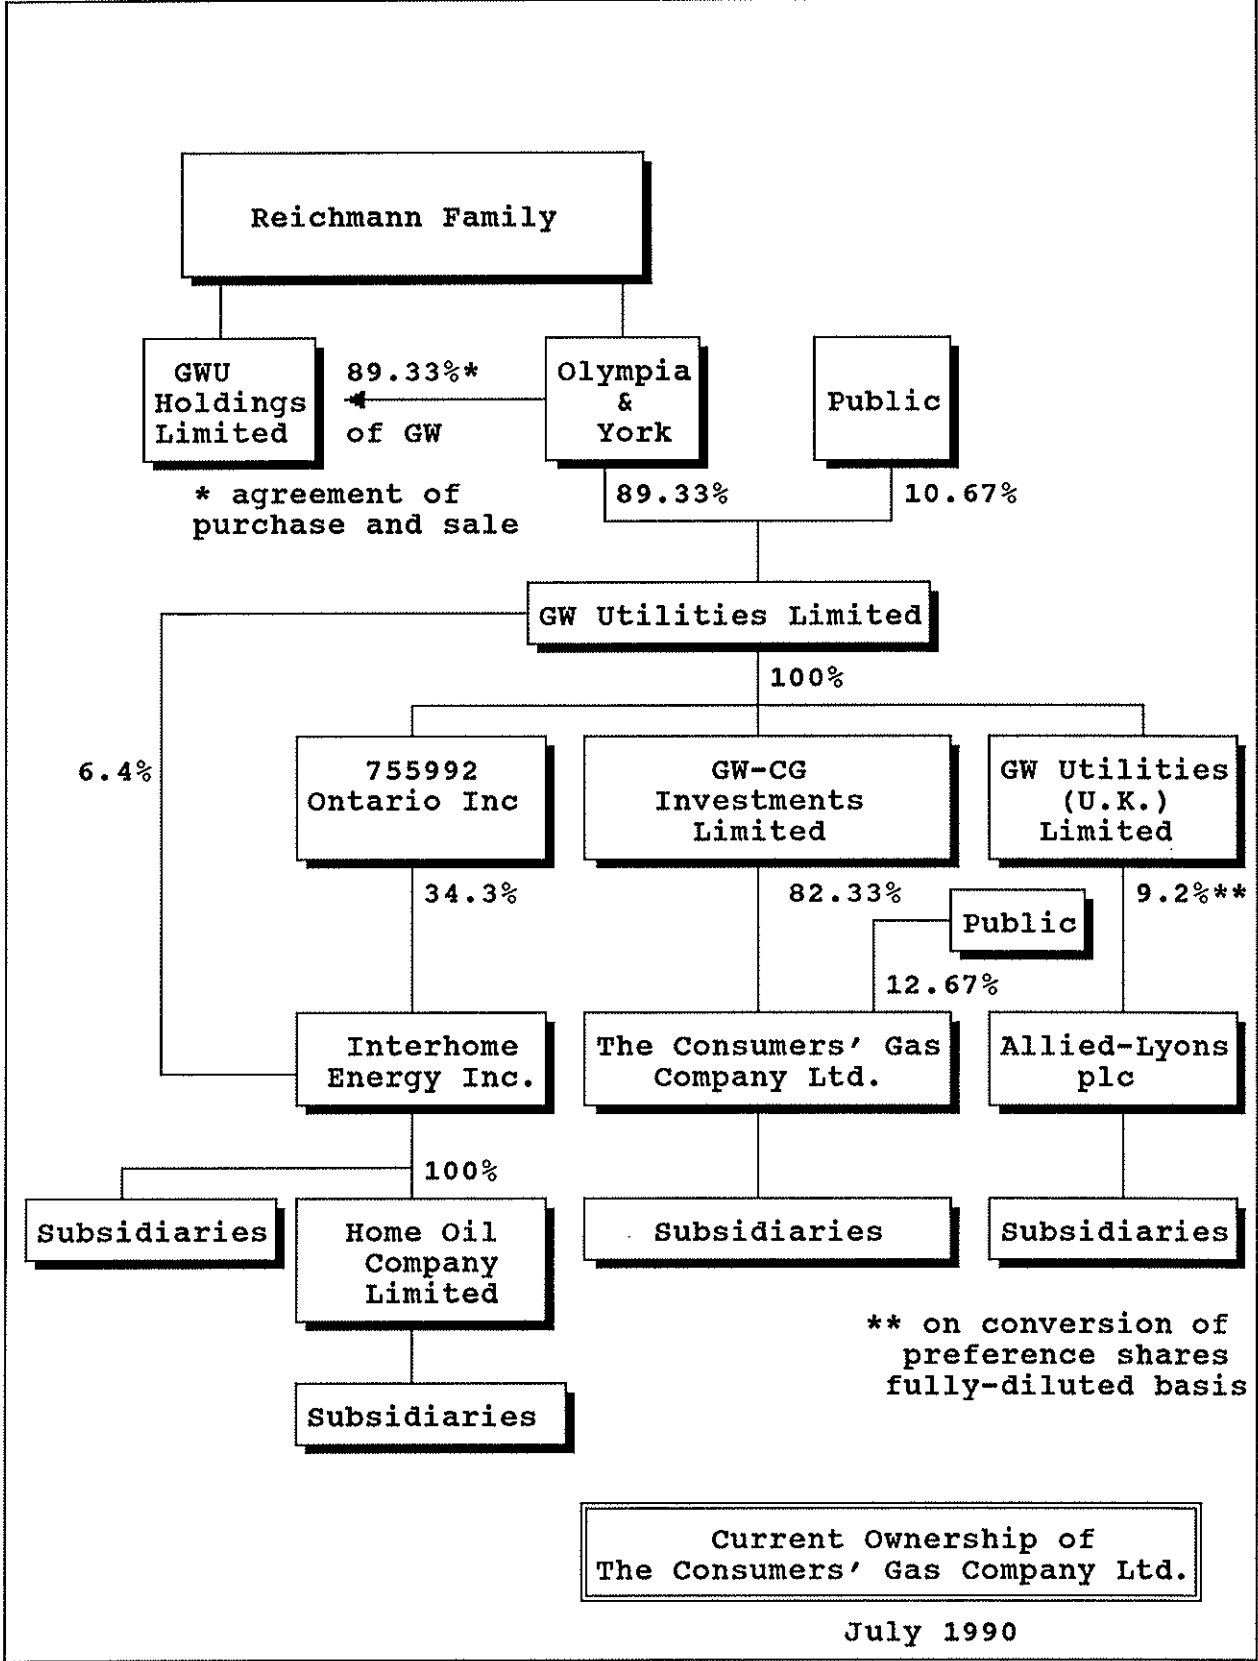 Reichmann Family
GWU
Holdings
Limited
89.33%*
of GW
Olympia
&
York
Public
* agreement of
purchase and sale
89.33%
10.67%
GW Utilities Limited
100%
6.4%
755992
Ontario Inc
GW-CG
Investments
Limited
GW Utilities
(U.K.)
Limited
34.3%
82.33%
Public
12.67%
9.2%**
Interhome
Energy Inc.
The Consumers' Gas
Company Ltd.
Allied-Lyons
plc
100%
Subsidiaries
Home Oil
Company
Limited
Subsidiaries
Subsidiaries
** on conversion of
preference shares
fully-diluted basis
Subsidiaries
Current Ownership of
The Consumers' Gas Company Ltd.
July 1990